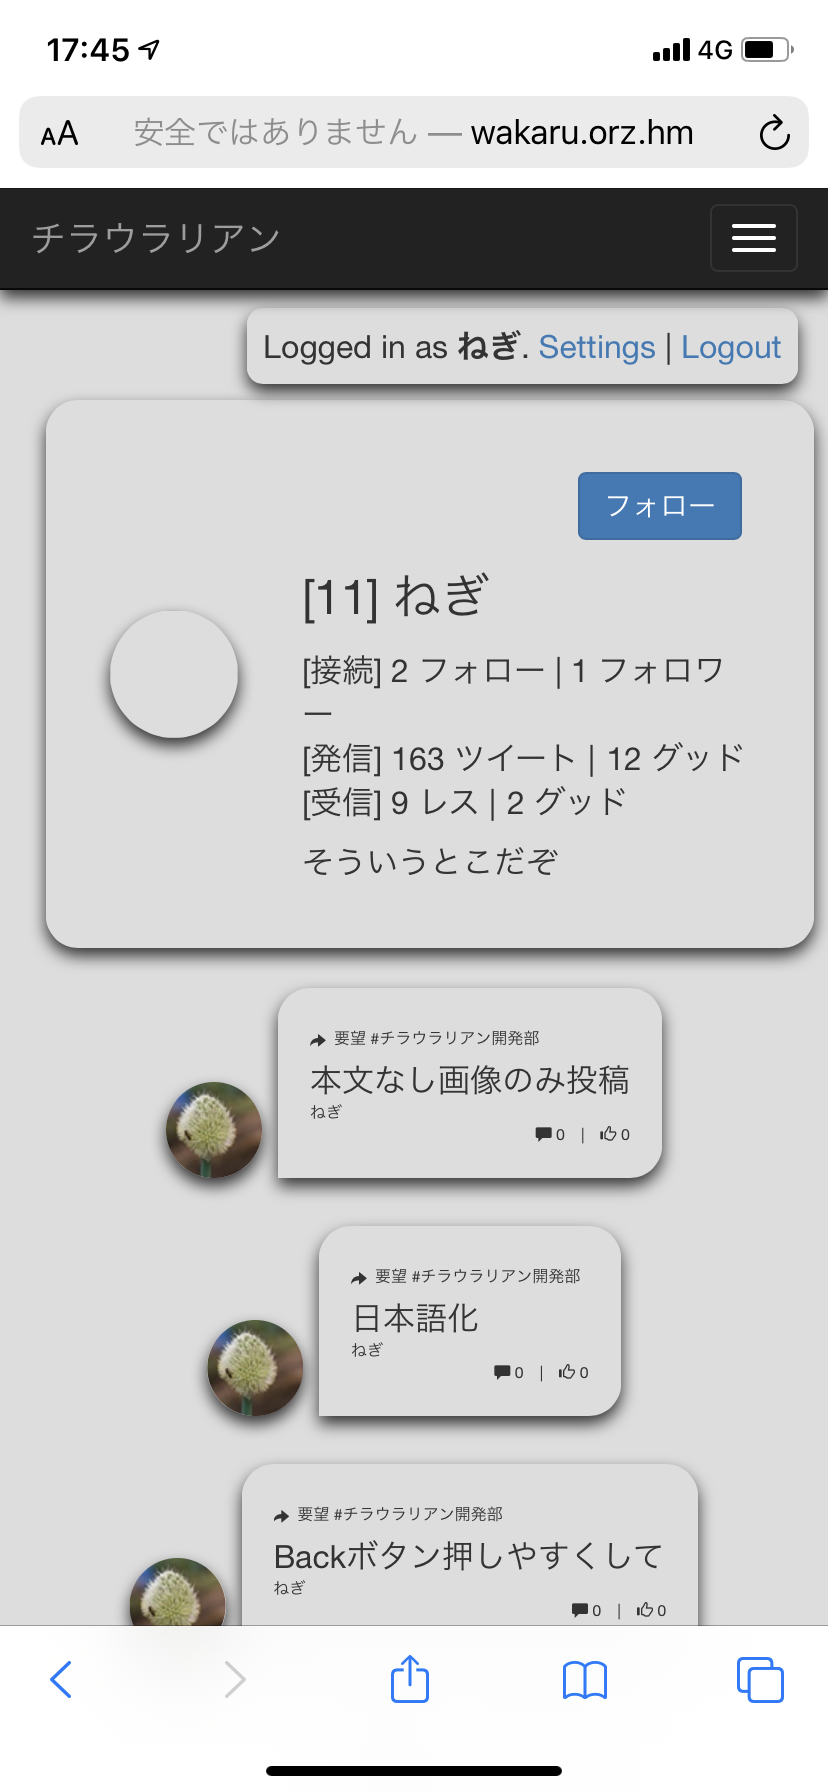 17:45
4G
AA 安全ではありません — wakaru.orz.hm
チラウラリアン
Logged in as ねぎ. Settings | Logout
フォロー
[11] ねぎ
[接続] 2 フォロー | 1 フォロワ
ー
[発信] 163 ツイート | 12 グッド
[受信] 9 レス | 2 グッド
そういうとこだぞ
要望 #チラウラリアン開発部
本文なし画像のみ投稿
ねぎ
0 | 0
要望 #チラウラリアン開発部
日本語化
ねぎ
0 | 0
要望 #チラウラリアン開発部
Backボタン押しやすくして
ねぎ
0 | 0